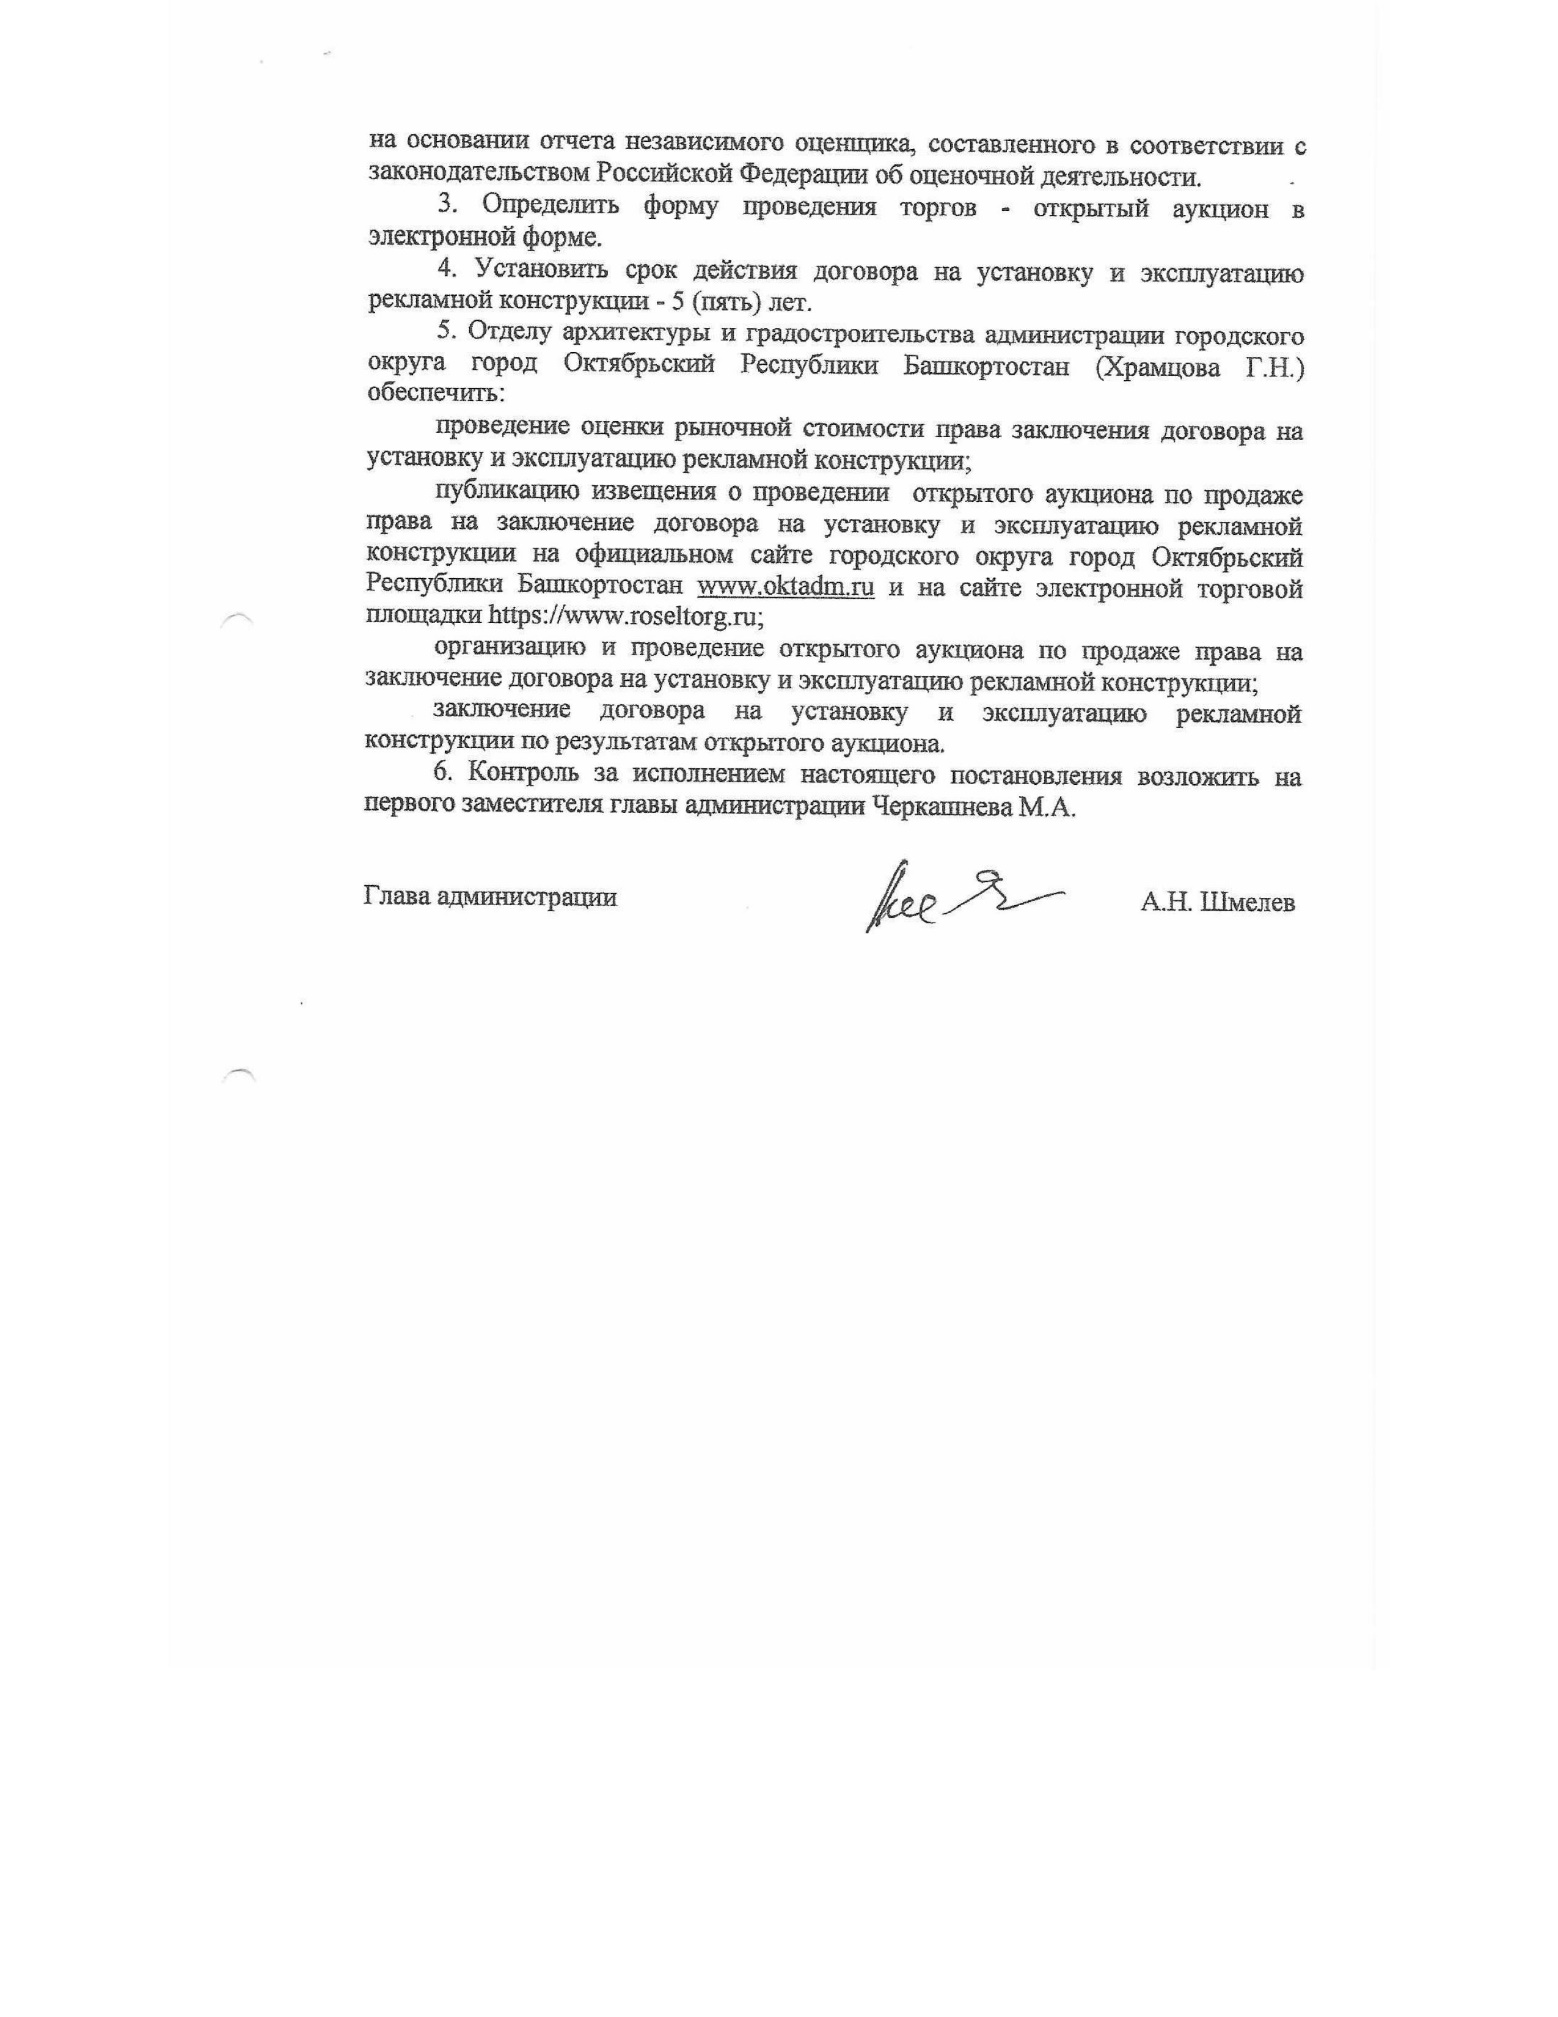 на основании отчета независимого оценщика, составленного в соответствии с
законодательством Российской Федерации об оценочной деятельности.
3. Определить форму проведения торгов - открытый аукцион в
электронной форме.
4. Установить срок действия договора на установку и эксплуатацию
рекламной конструкции - 5 (пять) лет.
5. Отделу архитектуры и градостроительства администрации городского
округа город Октябрьский Республики Башкортостан (Храмцова Г.Н.)
обеспечить:
проведение оценки рыночной стоимости права заключения договора на
установку и эксплуатацию рекламной конструкции;
публикацию извещения о проведении открытого аукциона по продаже
права на заключение договора на установку и эксплуатацию рекламной
конструкции на официальном сайте городского округа город Октябрьский
Республики Башкортостан www.oktadm.ru и на сайте электронной торговой
площадки https://www.roseltorg.ru;
организацию и проведение открытого аукциона по продаже права на
заключение договора на установку и эксплуатацию рекламной конструкции;
заключение договора на установку и эксплуатацию рекламной
конструкции по результатам открытого аукциона.
6. Контроль за исполнением настоящего постановления возложить на
первого заместителя главы администрации Черкашнева М.А.
Глава администрации А.Н. Шмелев